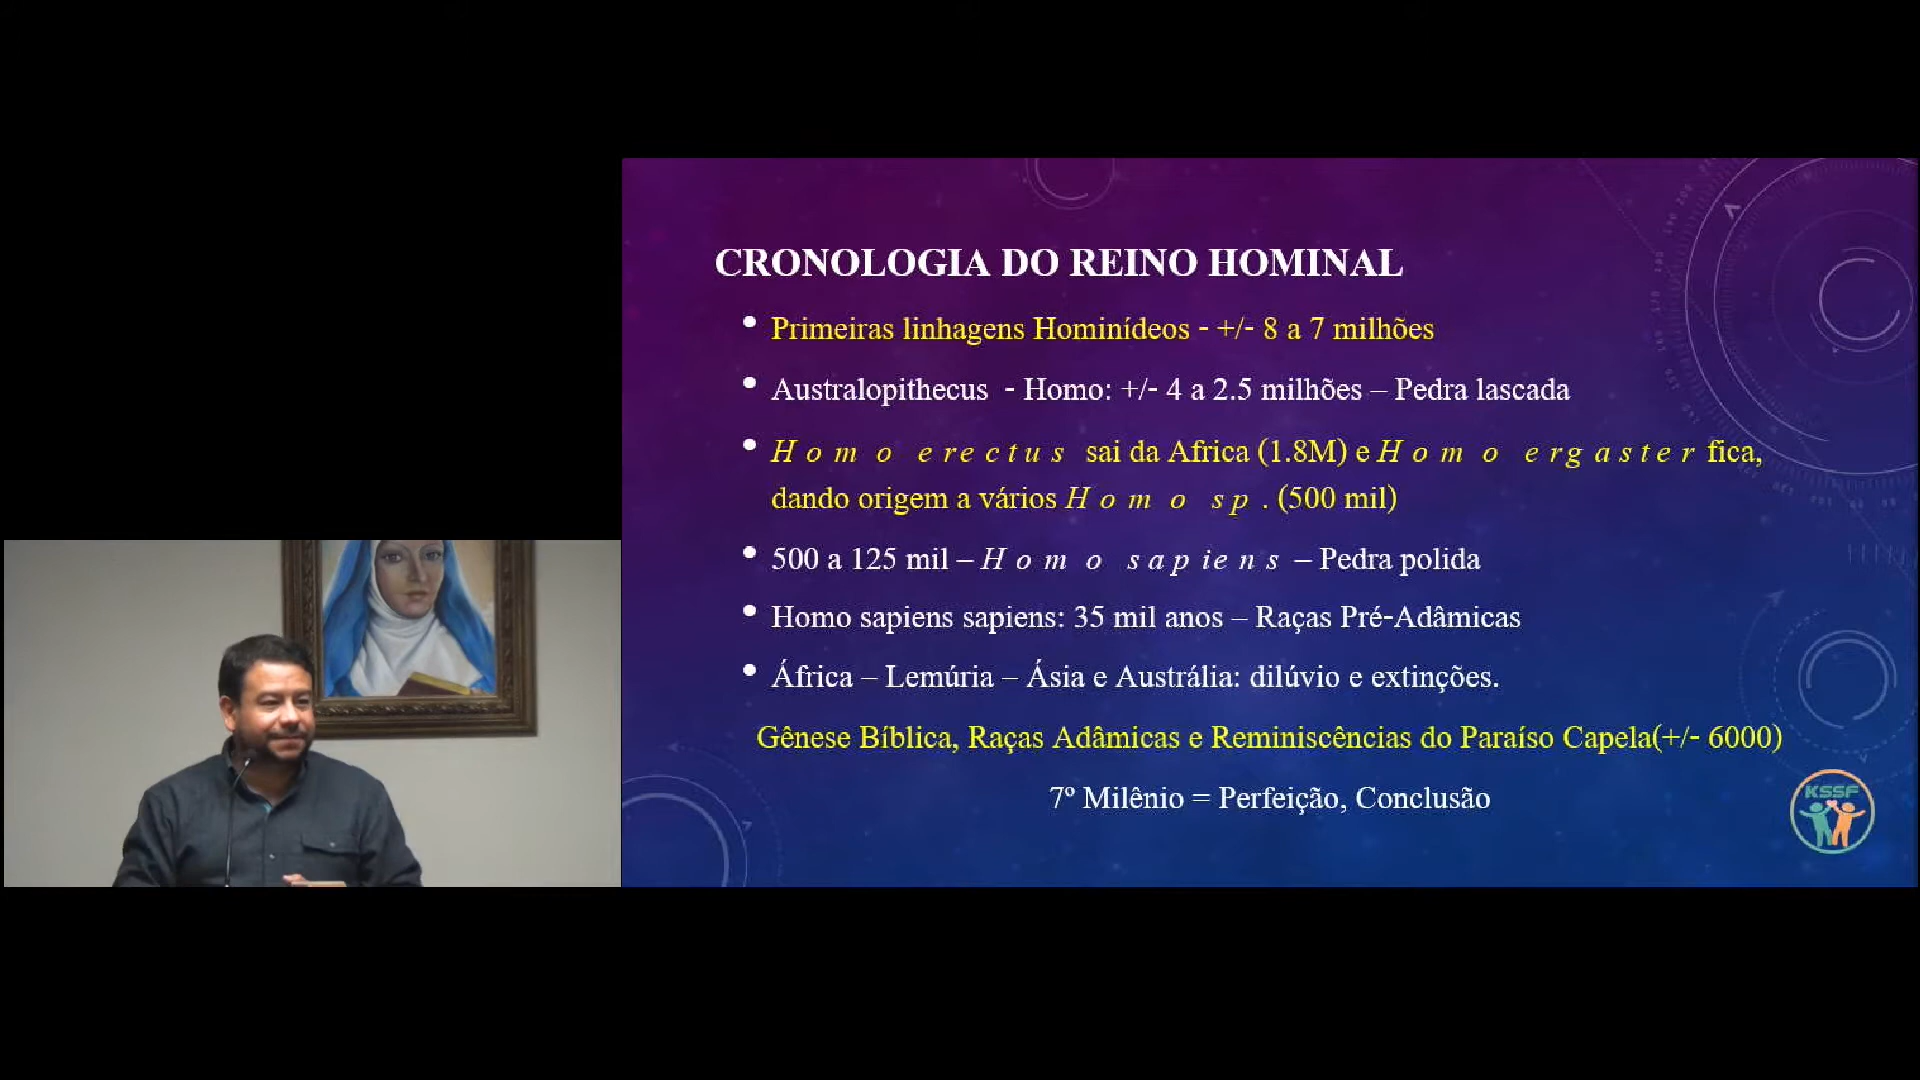 CRONOLOGIA DO REINO HOMINAL
• Primeiras linhagens Hominídeos - +/- 8 a 7 milhões
• Australopithecus - Homo: +/- 4 a 2.5 milhões – Pedra lascada
• Homo erectus sai da Africa (1.8M) e Homo ergaster fica,
dando origem a vários Homo sp. (500 mil)
• 500 a 125 mil – Homo sapiens – Pedra polida
• Homo sapiens sapiens: 35 mil anos – Raças Pré-Adâmicas
• África – Lemúria – Ásia e Austrália: dilúvio e extinções.
Gênese Bíblica, Raças Adâmicas e Reminiscências do Paraíso Capela(+/- 6000)
7º Milênio = Perfeição, Conclusão
KSSF